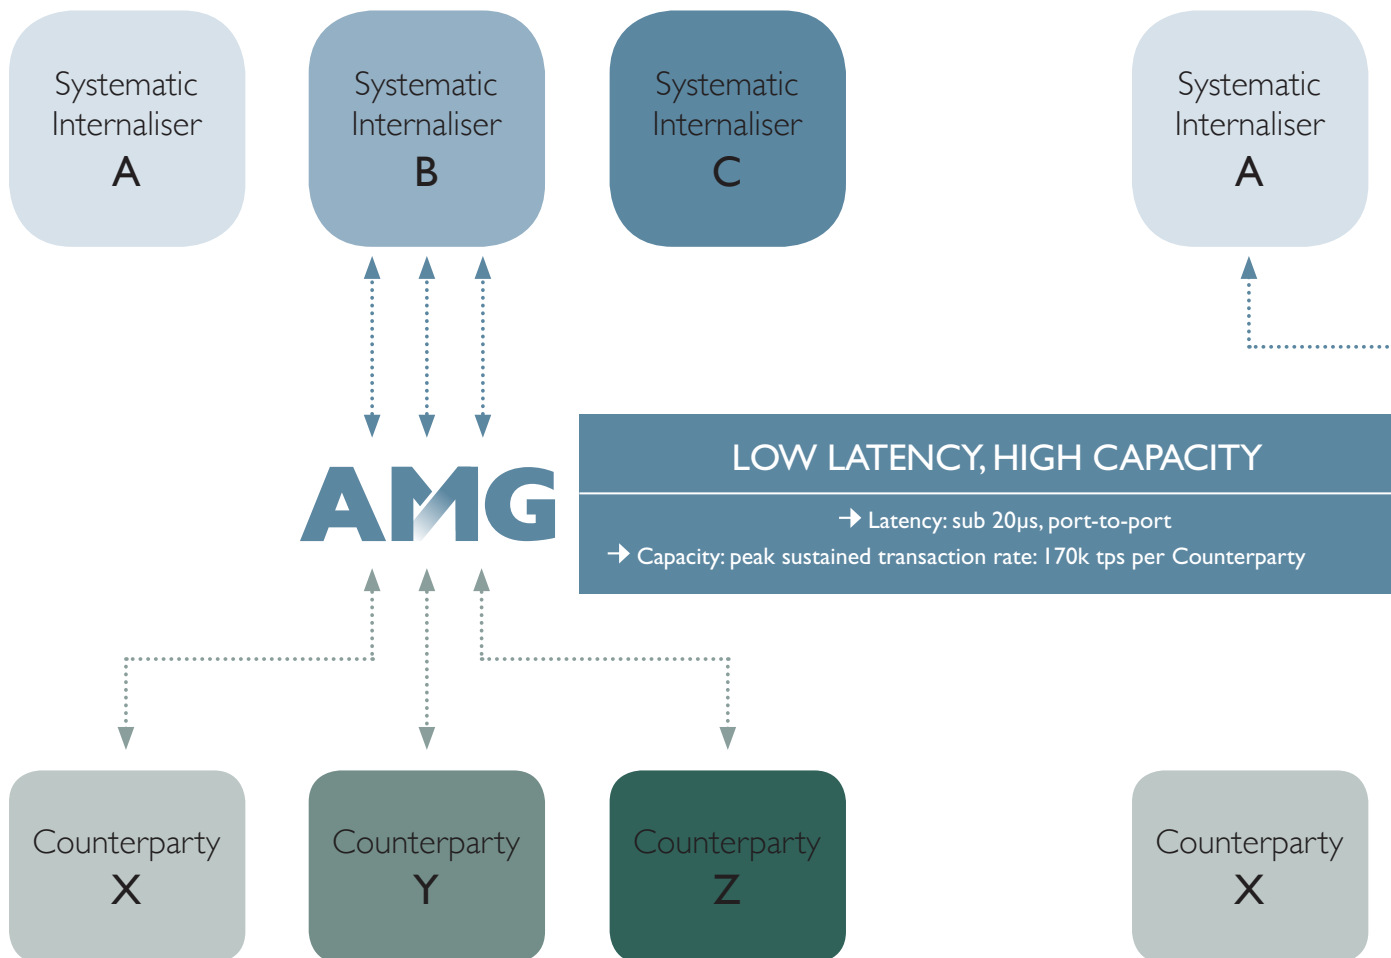 Systematic
Internaliser
A
Systematic
Internaliser
B
Systematic
Internaliser
C
Systematic
Internaliser
A
AMG
LOW LATENCY, HIGH CAPACITY
→ Latency: sub 20µs, port-to-port
→ Capacity: peak sustained transaction rate: 170k tps per Counterparty
Counterparty
X
Counterparty
Y
Counterparty
Z
Counterparty
X